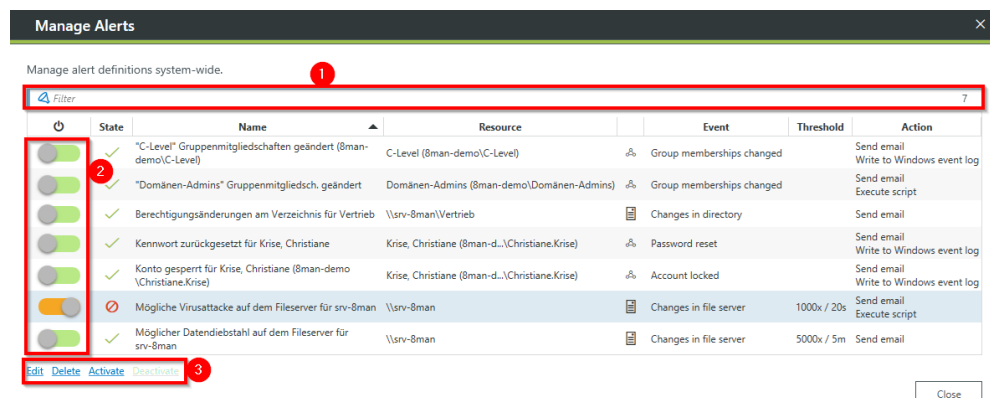 Manage Alerts
Manage alert definitions system-wide.
1
Filter 7
State Name Resource Event Threshold Action
"C-Level" Gruppenmitgliedschaften geändert (8man-
demo\C-Level)
C-Level (8man-demo\C-Level)
Group memberships changed
Send email
Write to Windows event log
2
"Domänen-Admins" Gruppenmitgliedsch. geändert
Domänen-Admins (8man-demo\Domänen-Admins)
Group memberships changed
Send email
Execute script
Berechtigungsänderungen am Verzeichnis für Vertrieb
\\srv-8man\Vertrieb
Changes in directory
Send email
Kennwort zurückgesetzt für Krise, Christiane
Krise, Christiane (8man-d...\Christiane.Krise)
Password reset
Send email
Write to Windows event log
Konto gesperrt für Krise, Christiane (8man-demo
\Christiane.Krise)
Krise, Christiane (8man-d...\Christiane.Krise)
Account locked
Send email
Write to Windows event log
Mögliche Virusattacke auf dem Fileserver für srv-8man
\\srv-8man
Changes in file server
1000x / 20s
Send email
Execute script
Möglicher Datendiebstahl auf dem Fileserver für
srv-8man
\\srv-8man
Changes in file server
5000x / 5m
Send email
Edit Delete Activate Deactivate
3
Close